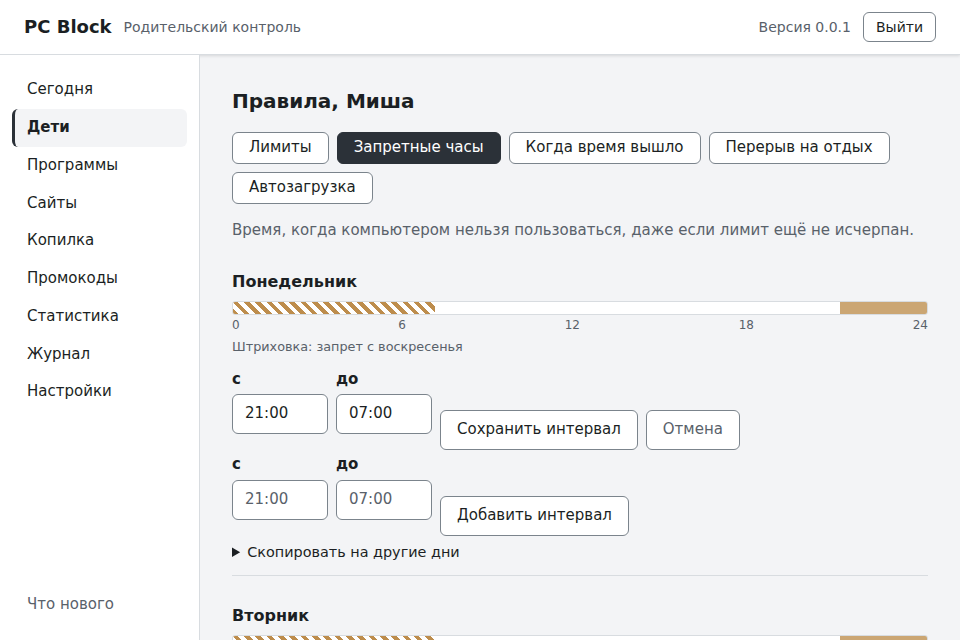 PC Block Родительский контроль Версия 0.0.1 Выйти
Сегодня
Дети
Программы
Сайты
Копилка
Промокоды
Статистика
Журнал
Настройки
Что нового
Правила, Миша
Лимиты Запретные часы Когда время вышло Перерыв на отдых
Автозагрузка
Время, когда компьютером нельзя пользоваться, даже если лимит ещё не исчерпан.
Понедельник
0 6 12 18 24
Штриховка: запрет с воскресенья
с до
21:00 07:00 Сохранить интервал Отмена
с до
21:00 07:00 Добавить интервал
Скопировать на другие дни
Вторник